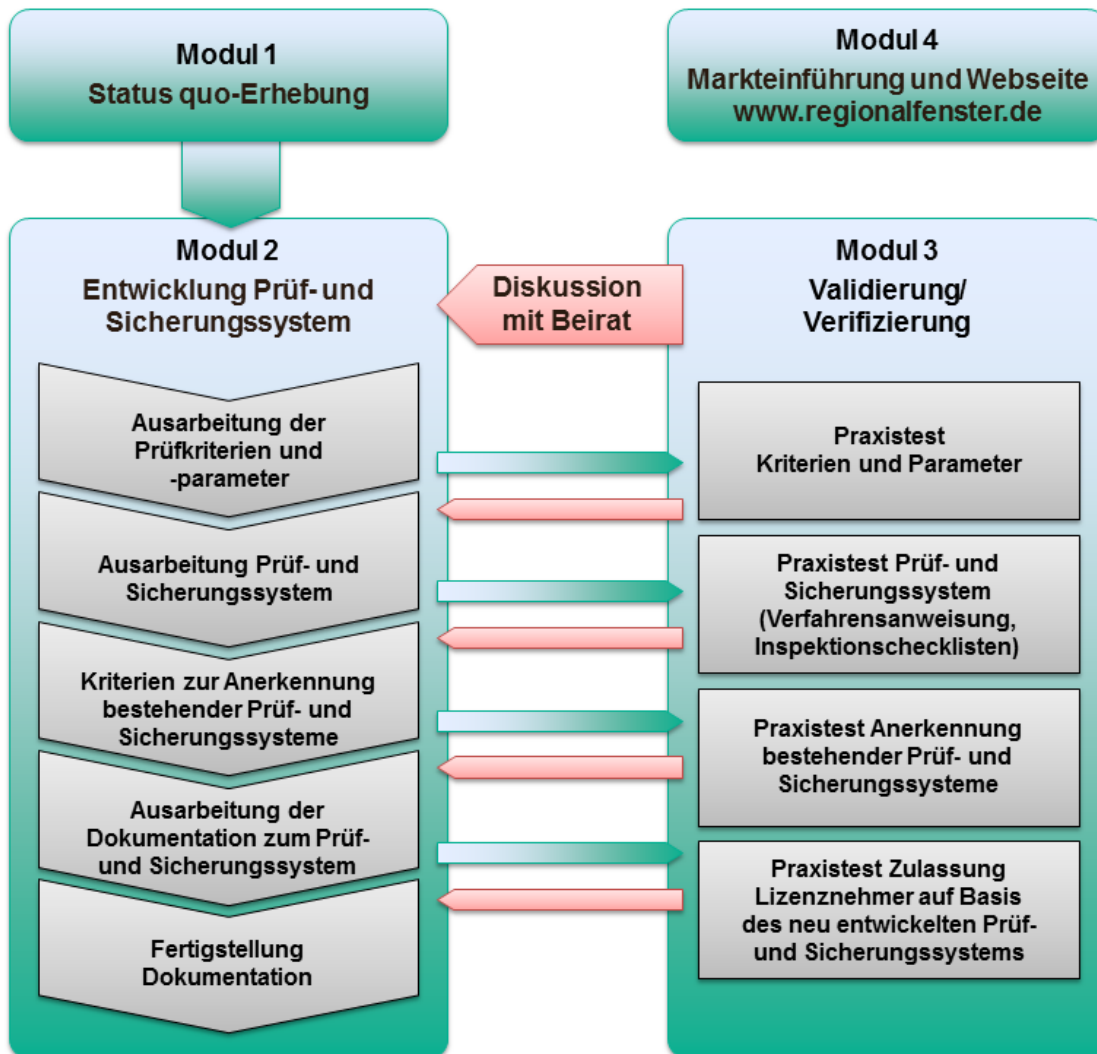 Modul 1
Status quo-Erhebung
Modul 4
Markteinführung und Webseite
www.regionalfenster.de
Modul 2
Entwicklung Prüf- und
Sicherungssystem
Diskussion
mit Beirat
Modul 3
Validierung/
Verifizierung
Ausarbeitung der
Prüfkriterien und
-parameter
Ausarbeitung Prüf- und
Sicherungssystem
Kriterien zur Anerkennung
bestehender Prüf- und
Sicherungssysteme
Ausarbeitung der
Dokumentation zum Prüf-
und Sicherungssystem
Fertigstellung
Dokumentation
Praxistest
Kriterien und Parameter
Praxistest Prüf- und
Sicherungssystem
(Verfahrensanweisung,
Inspektionschecklisten)
Praxistest Anerkennung
bestehender Prüf- und
Sicherungssysteme
Praxistest Zulassung
Lizenznehmer auf Basis
des neu entwickelten Prüf-
und Sicherungssystems